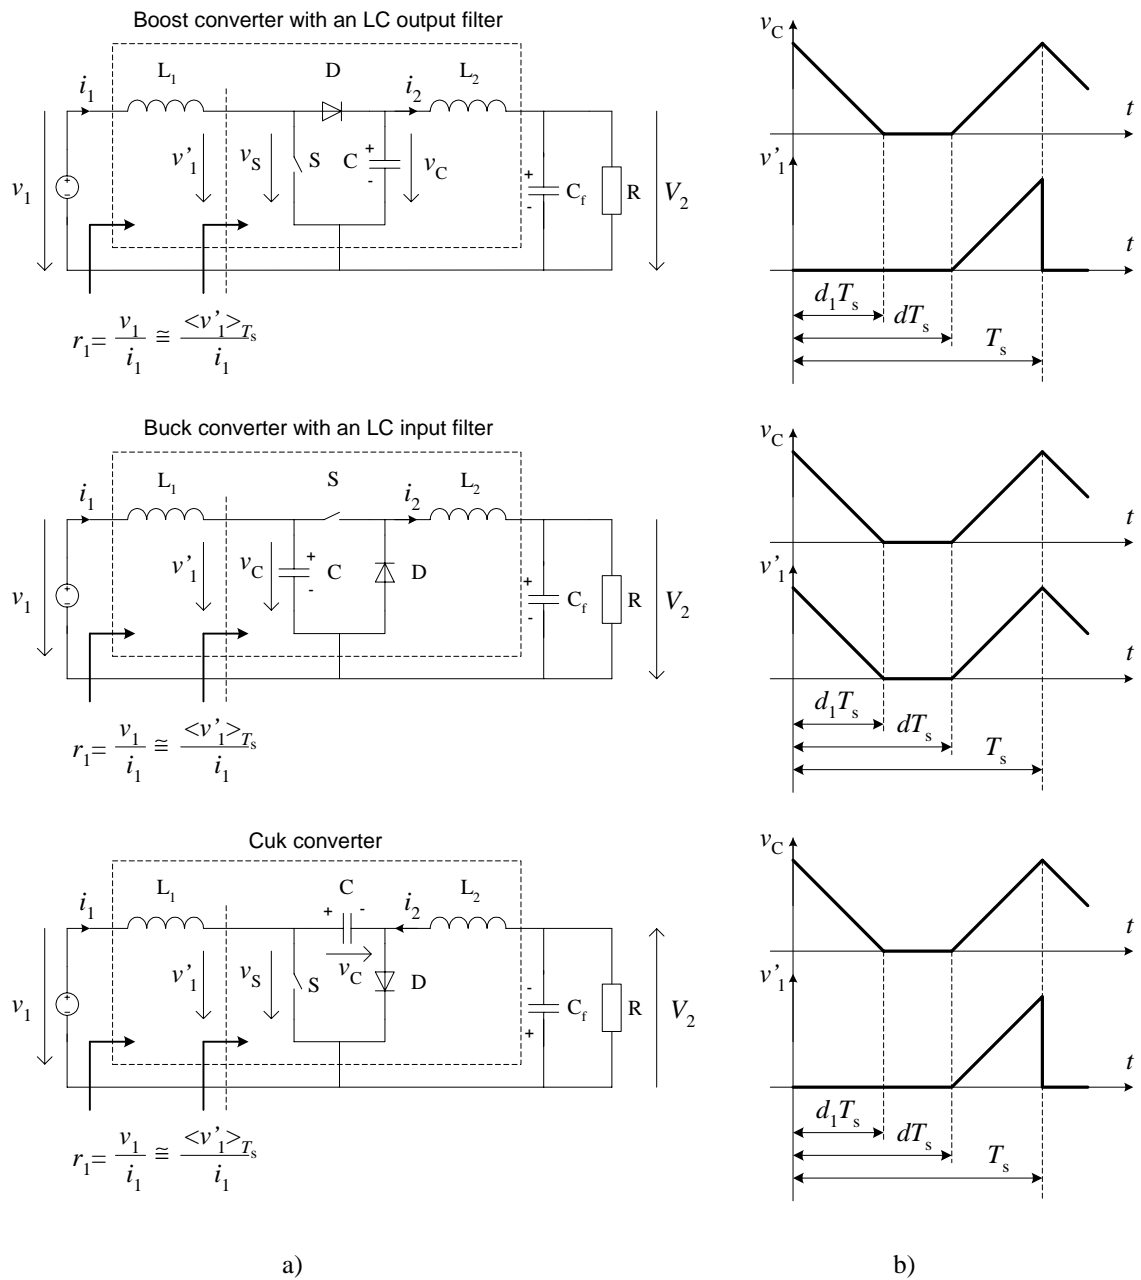 Boost converter with an LC output filter
L1 D L2
i1 i2
v1 v'1 vS S C + - vC + - Cf R V2
r1= v1/i1 ≅ <v'1>Ts/i1
vC
t
v'1
t
d1Ts
dTs
Ts
Buck converter with an LC input filter
L1 S L2
i1 i2
v1 v'1 vC + - C D + - Cf R V2
r1= v1/i1 ≅ <v'1>Ts/i1
vC
t
v'1
t
d1Ts
dTs
Ts
Cuk converter
L1 C L2
i1 + - i2
v1 v'1 vS S vC D - + Cf R V2
r1= v1/i1 ≅ <v'1>Ts/i1
vC
t
v'1
t
d1Ts
dTs
Ts
a) b)